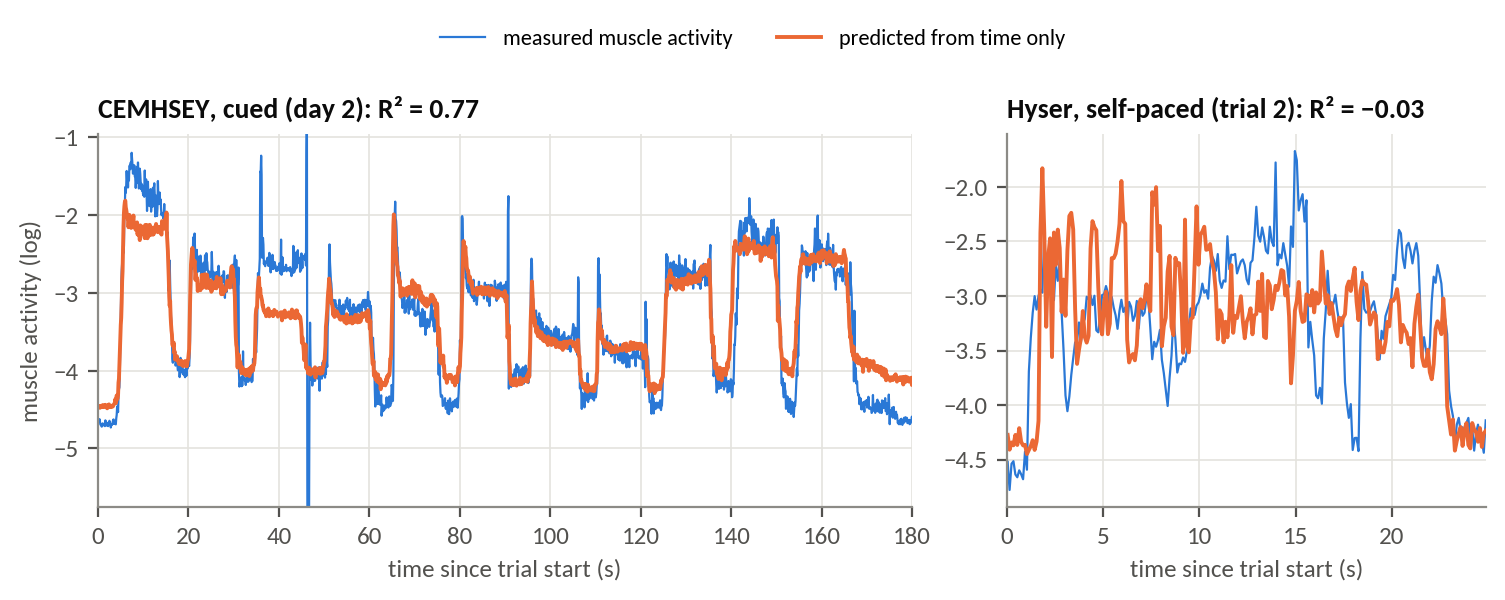 measured muscle activity
predicted from time only
CEMHSEY, cued (day 2): R² = 0.77
Hyser, self-paced (trial 2): R² = −0.03
muscle activity (log)
−1
−2
−3
−4
−5
0 20 40 60 80 100 120 140 160 180
time since trial start (s)
−2.0
−2.5
−3.0
−3.5
−4.0
−4.5
0 5 10 15 20
time since trial start (s)